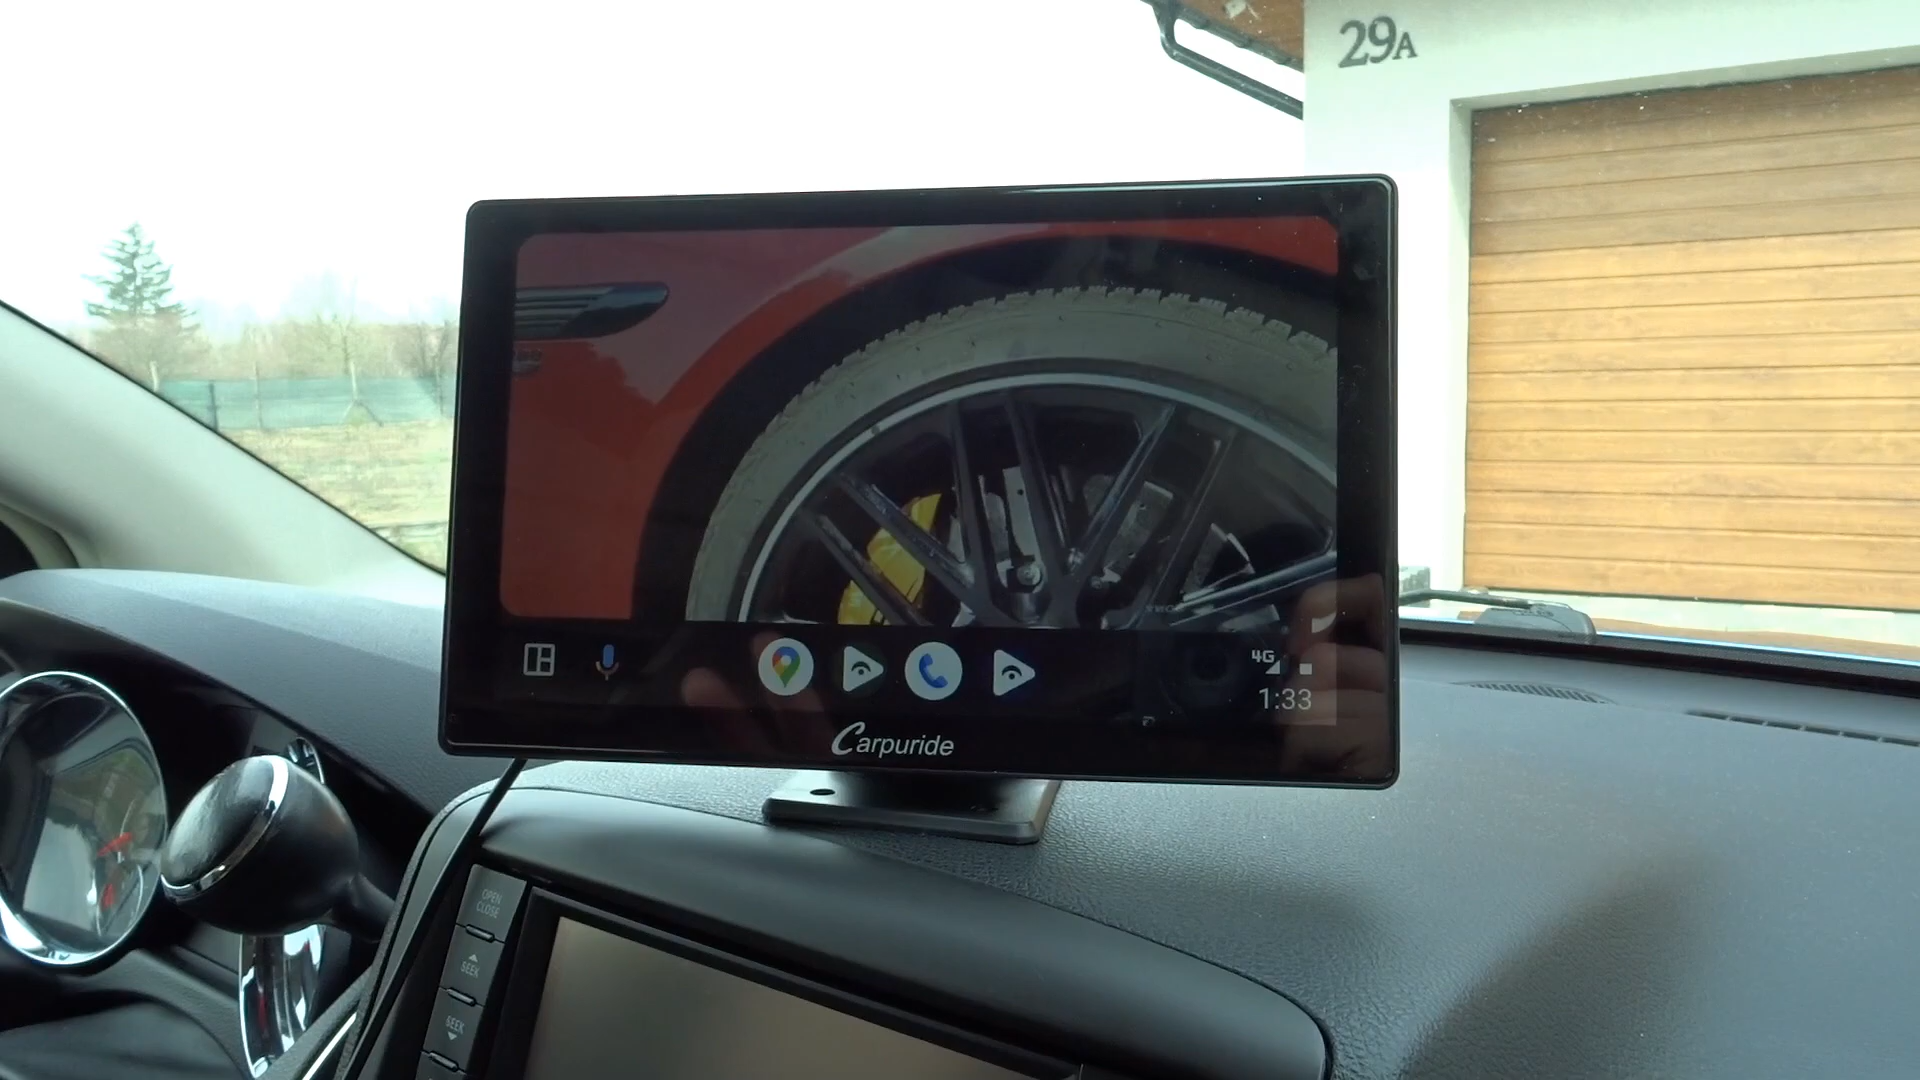 29A
4G
1:33
Carpuride
OPEN
CLOSE
SEEK
SEEK